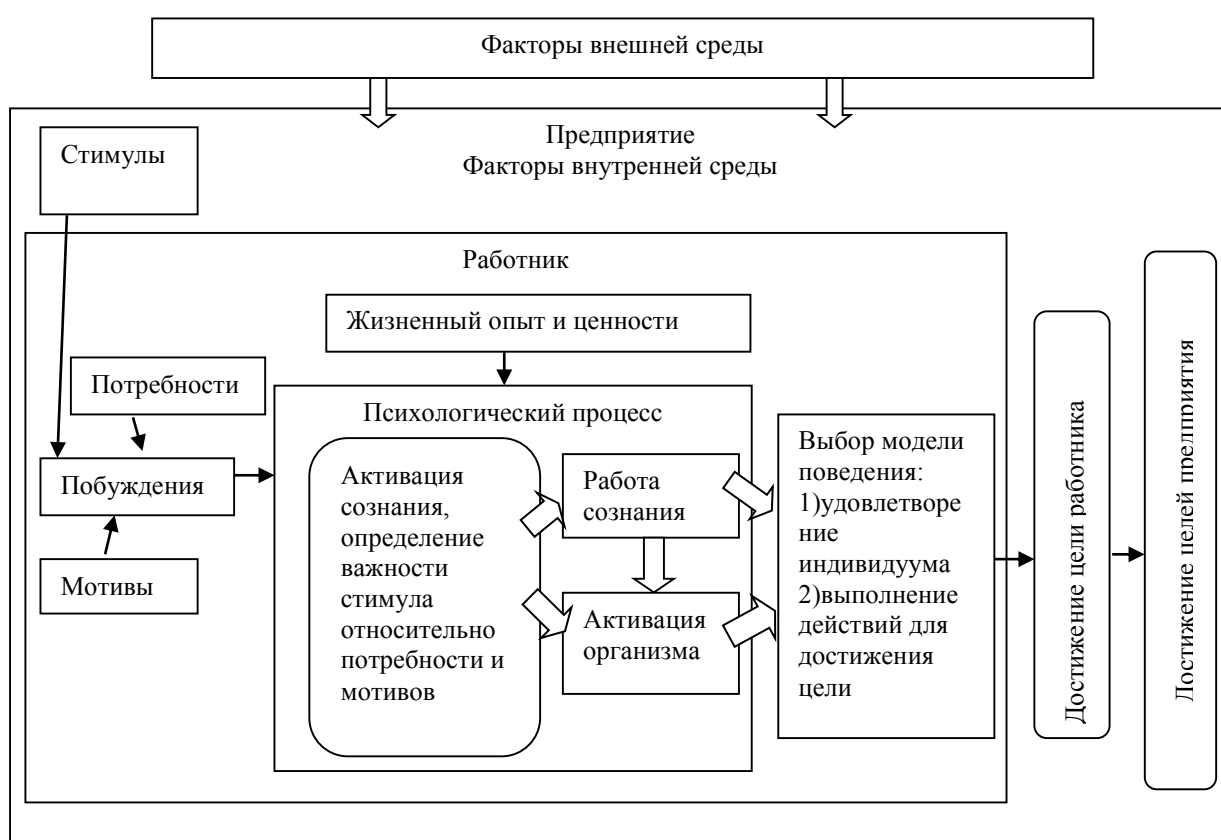 Факторы внешней среды
Предприятие
Факторы внутренней среды
Стимулы
Работник
Жизненный опыт и ценности
Потребности
Побуждения
Мотивы
Психологический процесс
Активация
сознания,
определение
важности
стимула
относительно
потребности и
мотивов
Работа
сознания
Активация
организма
Выбор модели
поведения:
1)удовлетворе
ние
индивидуума
2)выполнение
действий для
достижения
цели
Достижение цели работника
Достижение целей предприятия